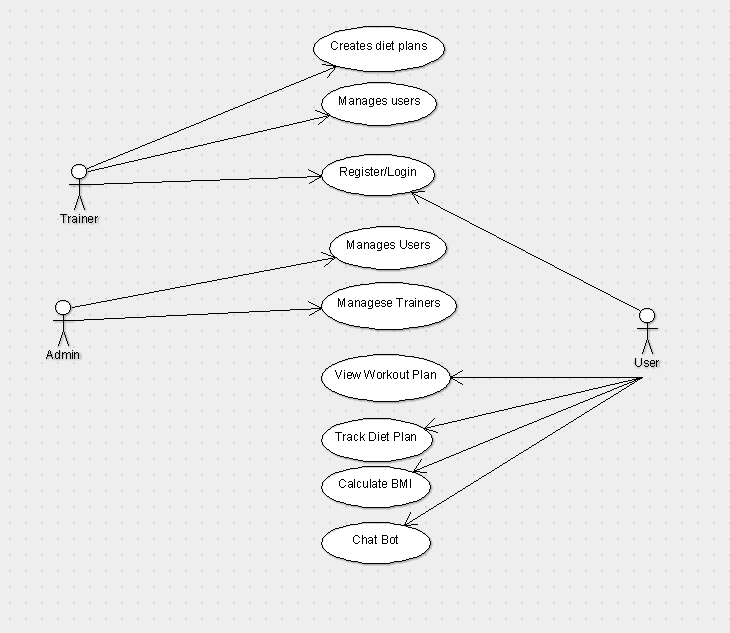 Creates diet plans
Manages users
Register/Login
Trainer
Manages Users
Managese Trainers
Admin
User
View Workout Plan
Track Diet Plan
Calculate BMI
Chat Bot